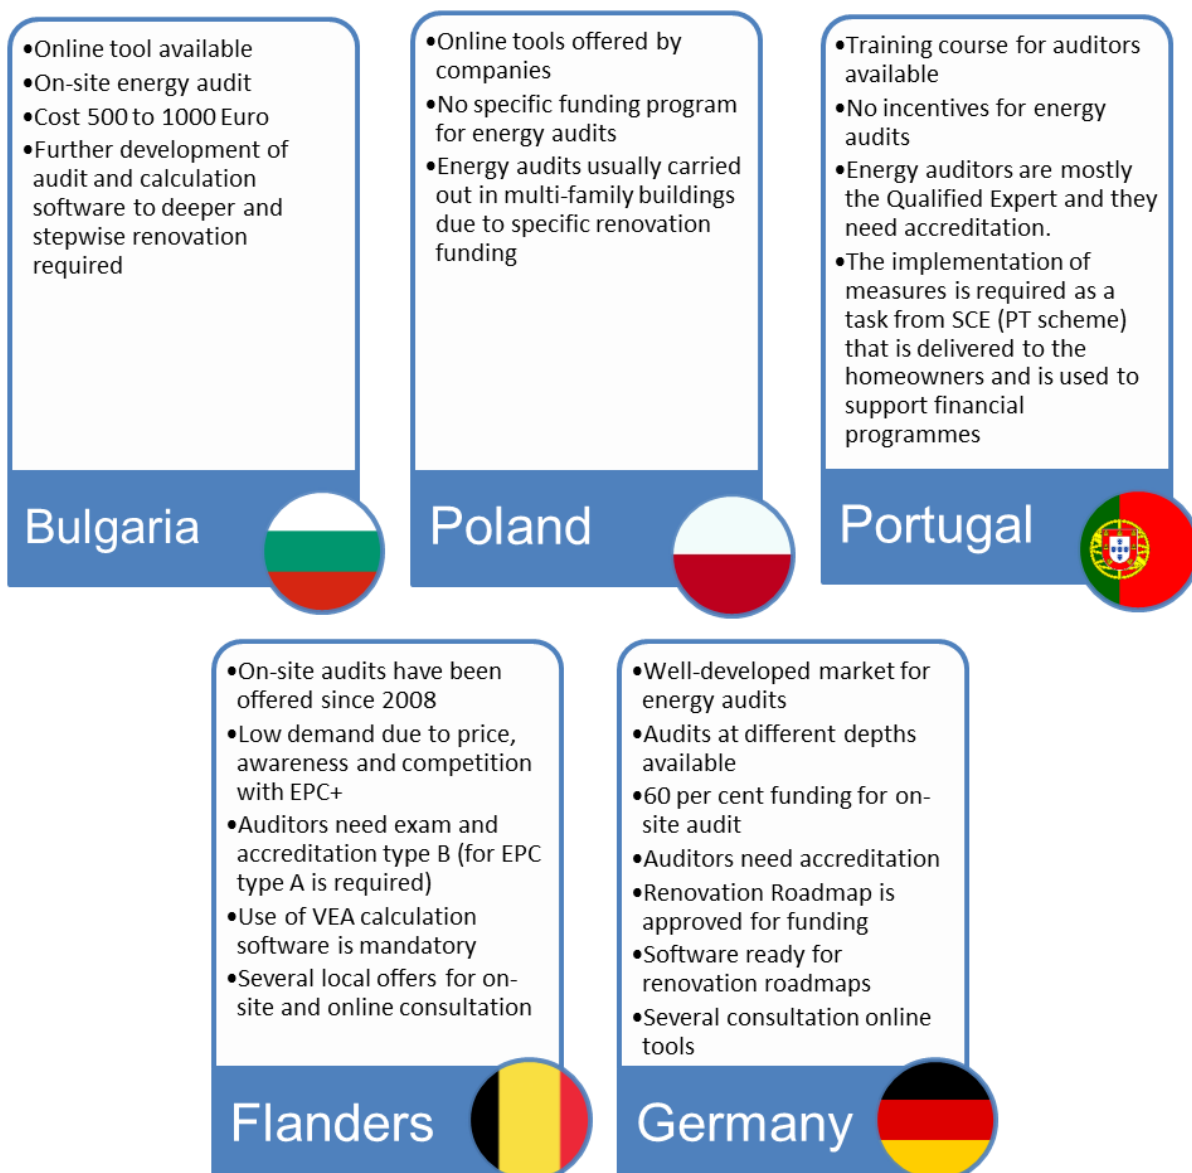 •Online tool available
•On-site energy audit
•Cost 500 to 1000 Euro
•Further development of
audit and calculation
software to deeper and
stepwise renovation
required
Bulgaria
•Online tools offered by
companies
•No specific funding program
for energy audits
•Energy audits usually carried
out in multi-family buildings
due to specific renovation
funding
Poland
•Training course for auditors
available
•No incentives for energy
audits
•Energy auditors are mostly
the Qualified Expert and they
need accreditation.
•The implementation of
measures is required as a
task from SCE (PT scheme)
that is delivered to the
homeowners and is used to
support financial
programmes
Portugal
•On-site audits have been
offered since 2008
•Low demand due to price,
awareness and competition
with EPC+
•Auditors need exam and
accreditation type B (for EPC
type A is required)
•Use of VEA calculation
software is mandatory
•Several local offers for on-
site and online consultation
Flanders
•Well-developed market for
energy audits
•Audits at different depths
available
•60 per cent funding for on-
site audit
•Auditors need accreditation
•Renovation Roadmap is
approved for funding
•Software ready for
renovation roadmaps
•Several consultation online
tools
Germany